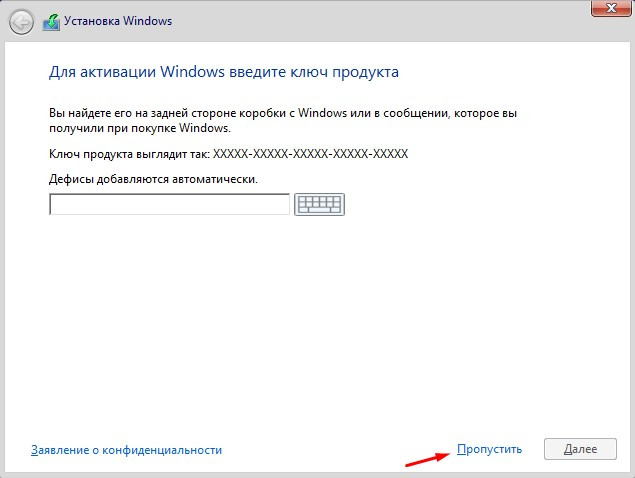 Установка Windows
Для активации Windows введите ключ продукта
Вы найдете его на задней стороне коробки с Windows или в сообщении, которое вы
получили при покупке Windows.
Ключ продукта выглядит так: XXXXX-XXXXX-XXXXX-XXXXX-XXXXX
Дефисы добавляются автоматически.
Заявление о конфиденциальности
Пропустить
Далее